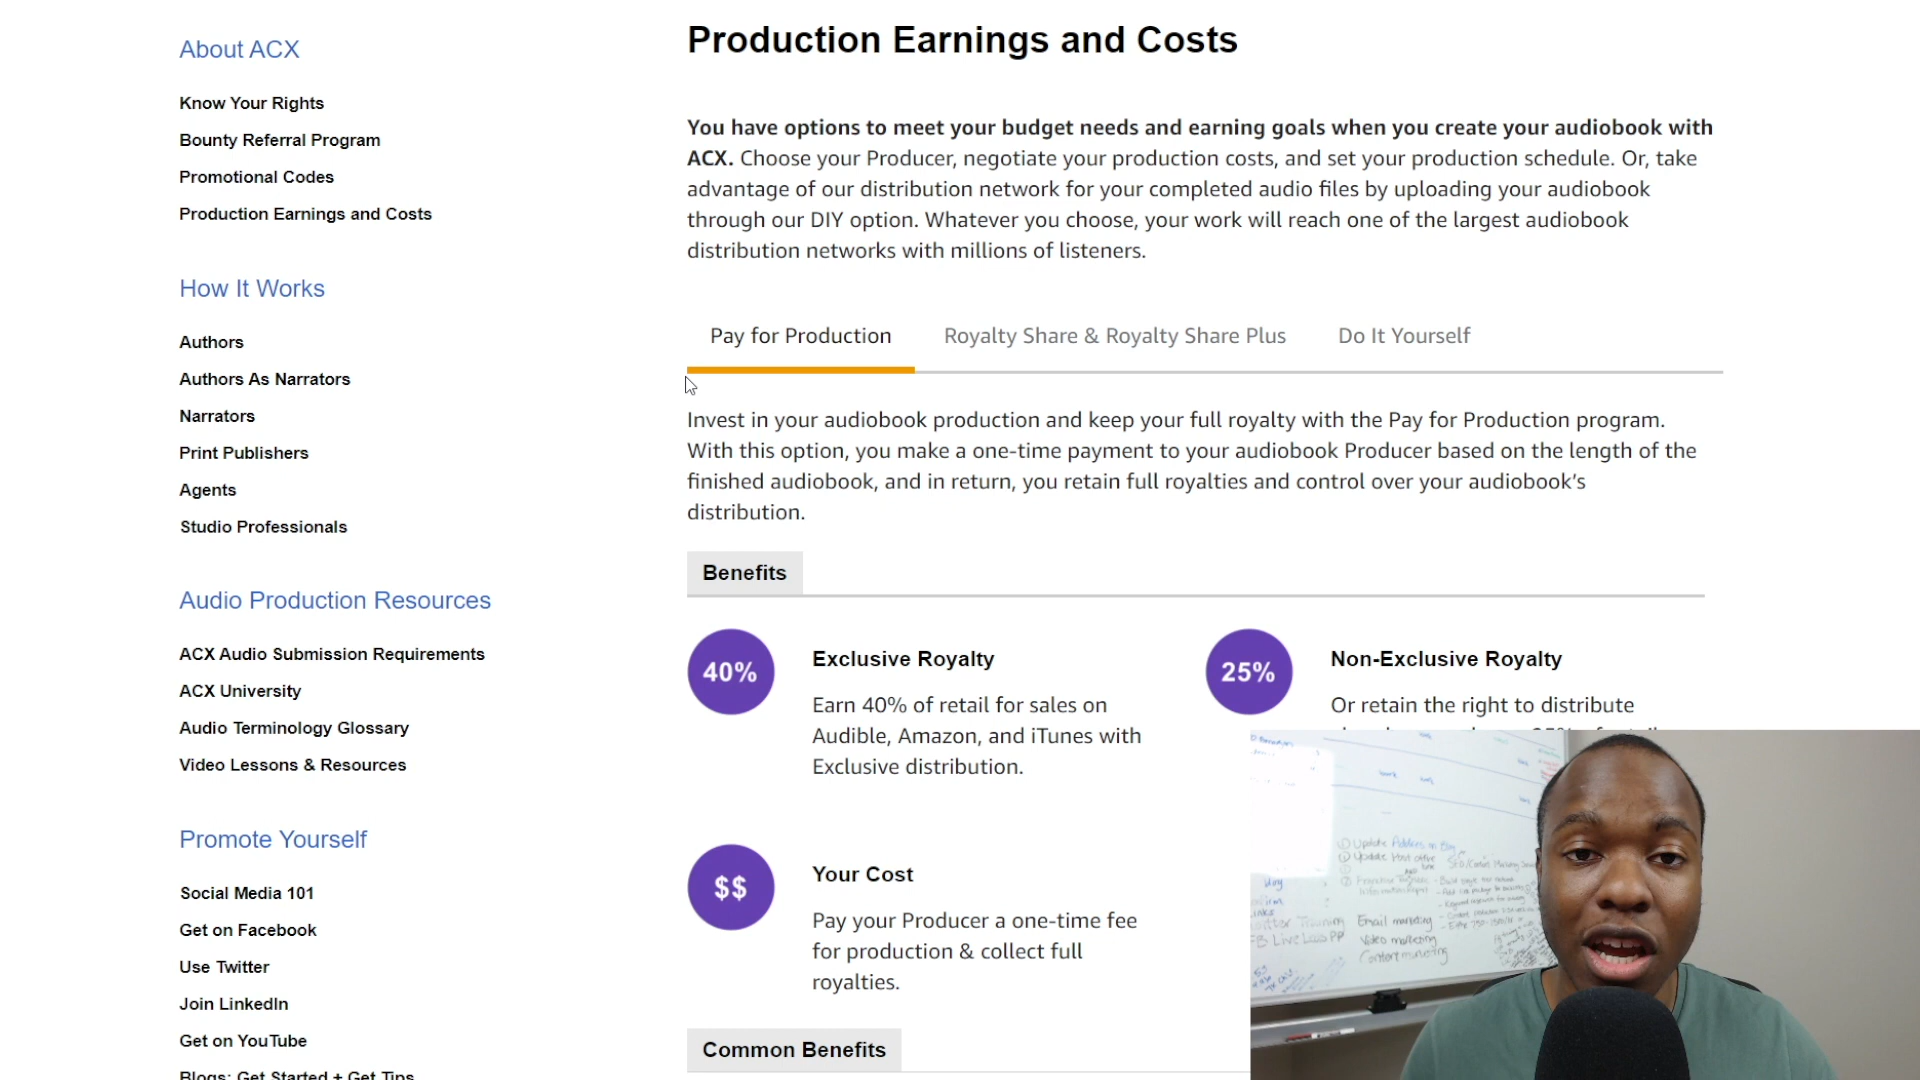 About ACX
Know Your Rights
Bounty Referral Program
Promotional Codes
Production Earnings and Costs
How It Works
Authors
Authors As Narrators
Narrators
Print Publishers
Agents
Studio Professionals
Audio Production Resources
ACX Audio Submission Requirements
ACX University
Audio Terminology Glossary
Video Lessons & Resources
Promote Yourself
Social Media 101
Get on Facebook
Use Twitter
Join LinkedIn
Get on YouTube
Blogs: Get Started + Get Tips
Production Earnings and Costs
You have options to meet your budget needs and earning goals when you create your audiobook with
ACX. Choose your Producer, negotiate your production costs, and set your production schedule. Or, take
advantage of our distribution network for your completed audio files by uploading your audiobook
through our DIY option. Whatever you choose, your work will reach one of the largest audiobook
distribution networks with millions of listeners.
Pay for Production
Royalty Share & Royalty Share Plus
Do It Yourself
Invest in your audiobook production and keep your full royalty with the Pay for Production program.
With this option, you make a one-time payment to your audiobook Producer based on the length of the
finished audiobook, and in return, you retain full royalties and control over your audiobook's
distribution.
Benefits
40%
Exclusive Royalty
Earn 40% of retail for sales on
Audible, Amazon, and iTunes with
Exclusive distribution.
25%
Non-Exclusive Royalty
Or retain the right to distribute
$$
Your Cost
Pay your Producer a one-time fee
for production & collect full
royalties.
Common Benefits
Update Address on
Update
Email marketing
Video marketing
Content marketing